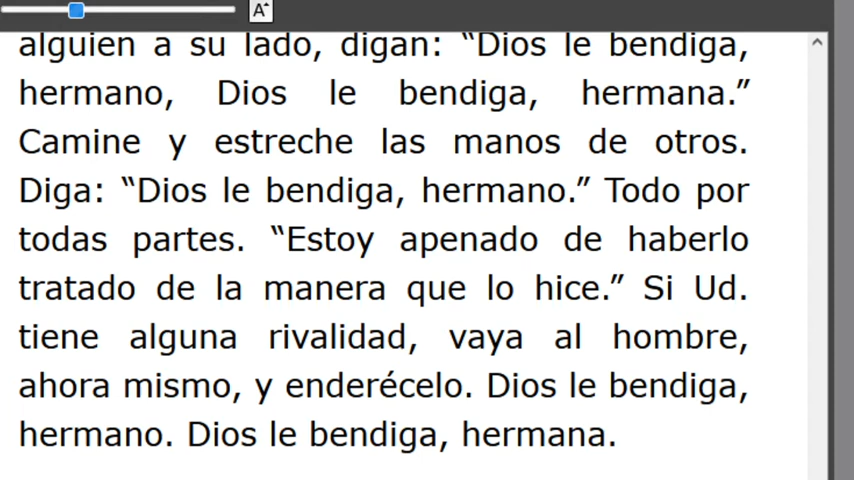 A
alguien a su lado, digan: “Dios le bendiga,
hermano, Dios le bendiga, hermana.”
Camine y estreche las manos de otros.
Diga: “Dios le bendiga, hermano.” Todo por
todas partes. “Estoy apenado de haberlo
tratado de la manera que lo hice.” Si Ud.
tiene alguna rivalidad, vaya al hombre,
ahora mismo, y enderécelo. Dios le bendiga,
hermano. Dios le bendiga, hermana.